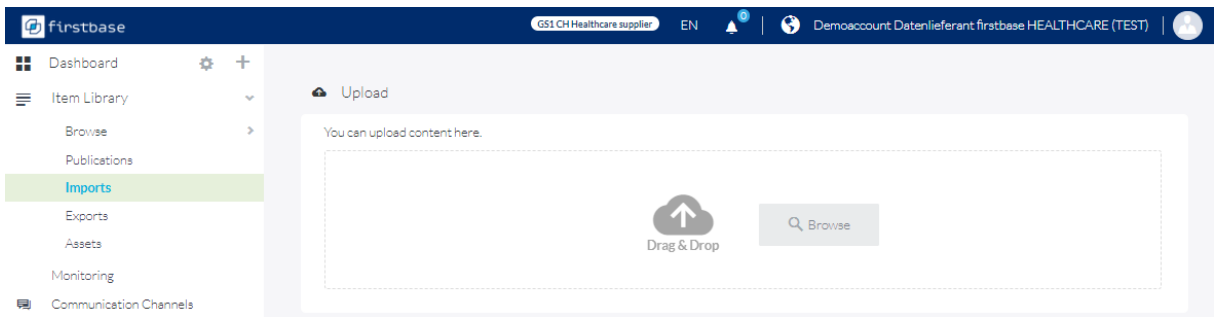 firstbase
GS1 CH Healthcare supplier EN 0 Demoaccount Datenlieferant firstbase HEALTHCARE (TEST)
Dashboard
Item Library
Browse
Publications
Imports
Exports
Assets
Monitoring
Communication Channels
Upload
You can upload content here.
Drag & Drop
Browse